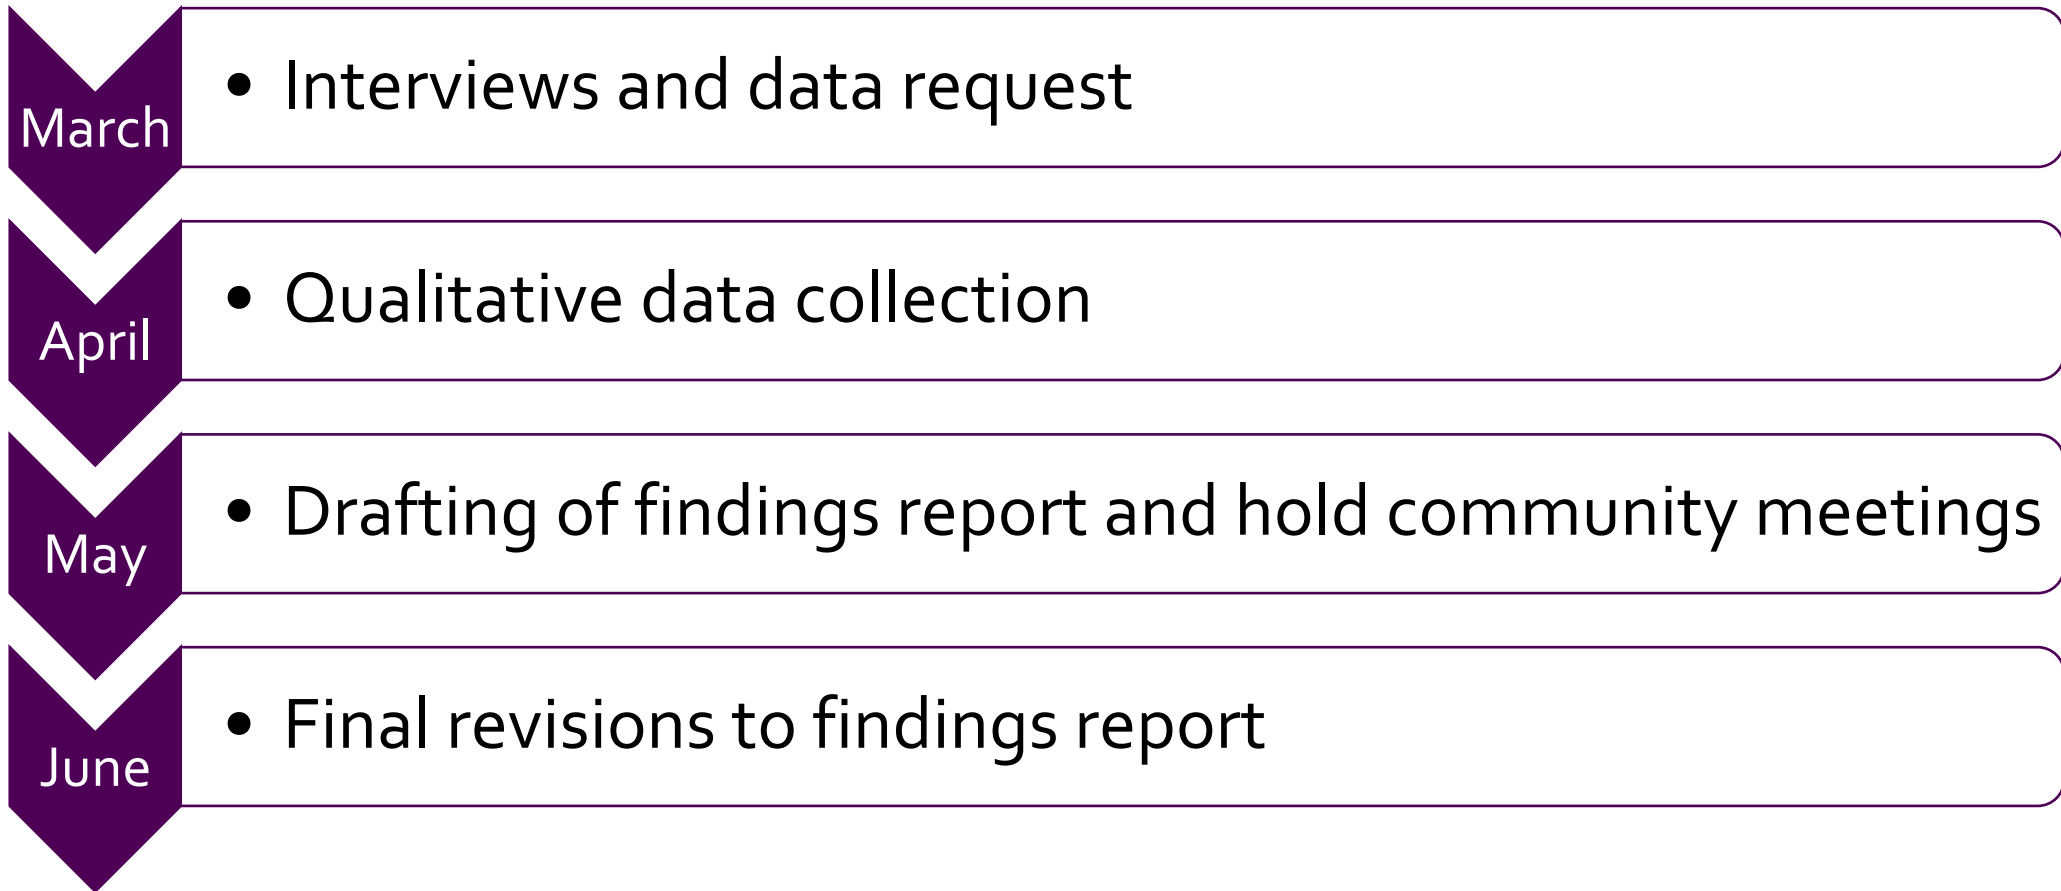 March
• Interviews and data request
April
• Qualitative data collection
May
• Drafting of findings report and hold community meetings
June
• Final revisions to findings report